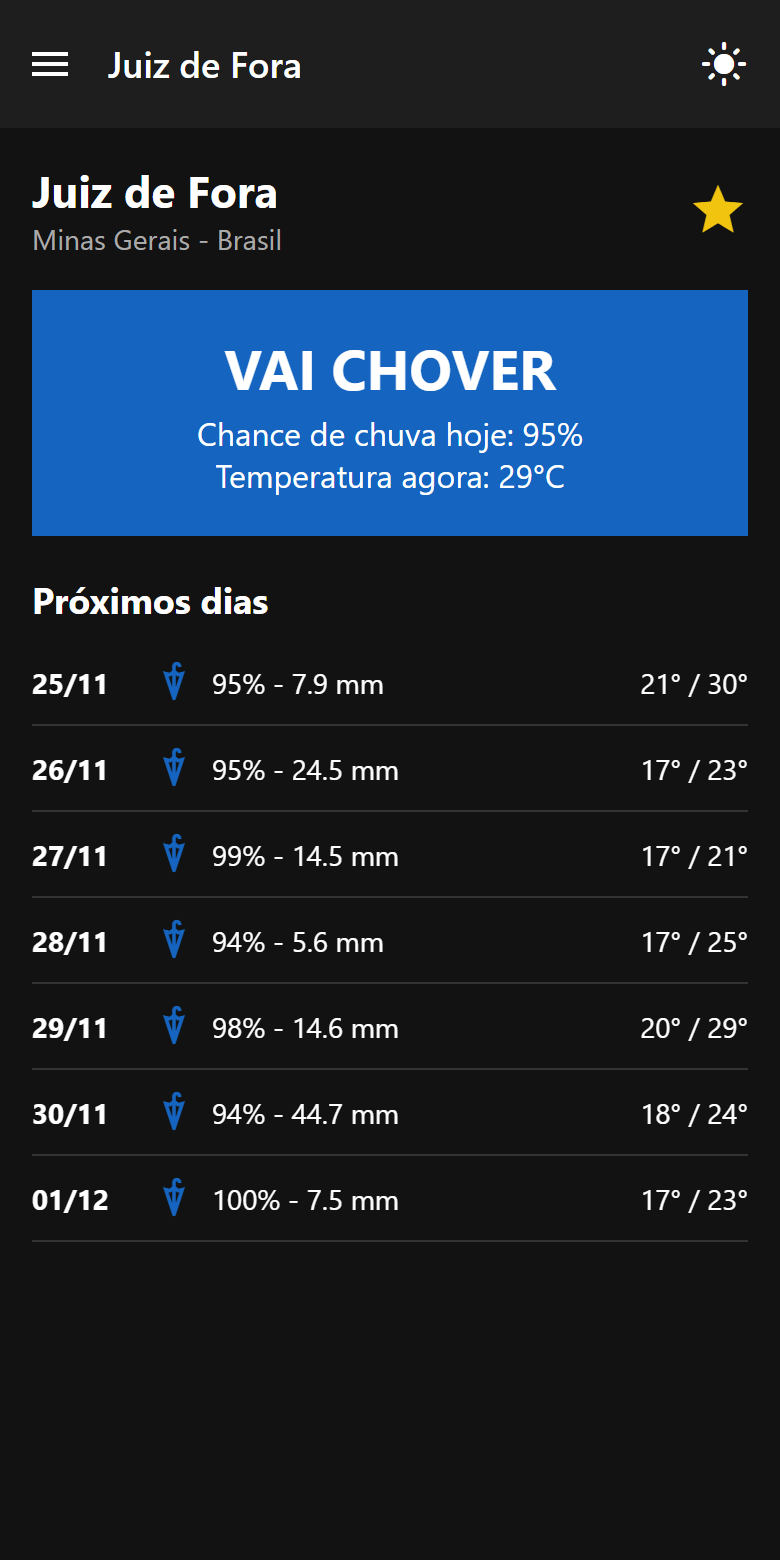 Juiz de Fora
Juiz de Fora
Minas Gerais - Brasil
VAI CHOVER
Chance de chuva hoje: 95%
Temperatura agora: 29°C
Próximos dias
25/11 95% - 7.9 mm 21° / 30°
26/11 95% - 24.5 mm 17° / 23°
27/11 99% - 14.5 mm 17° / 21°
28/11 94% - 5.6 mm 17° / 25°
29/11 98% - 14.6 mm 20° / 29°
30/11 94% - 44.7 mm 18° / 24°
01/12 100% - 7.5 mm 17° / 23°